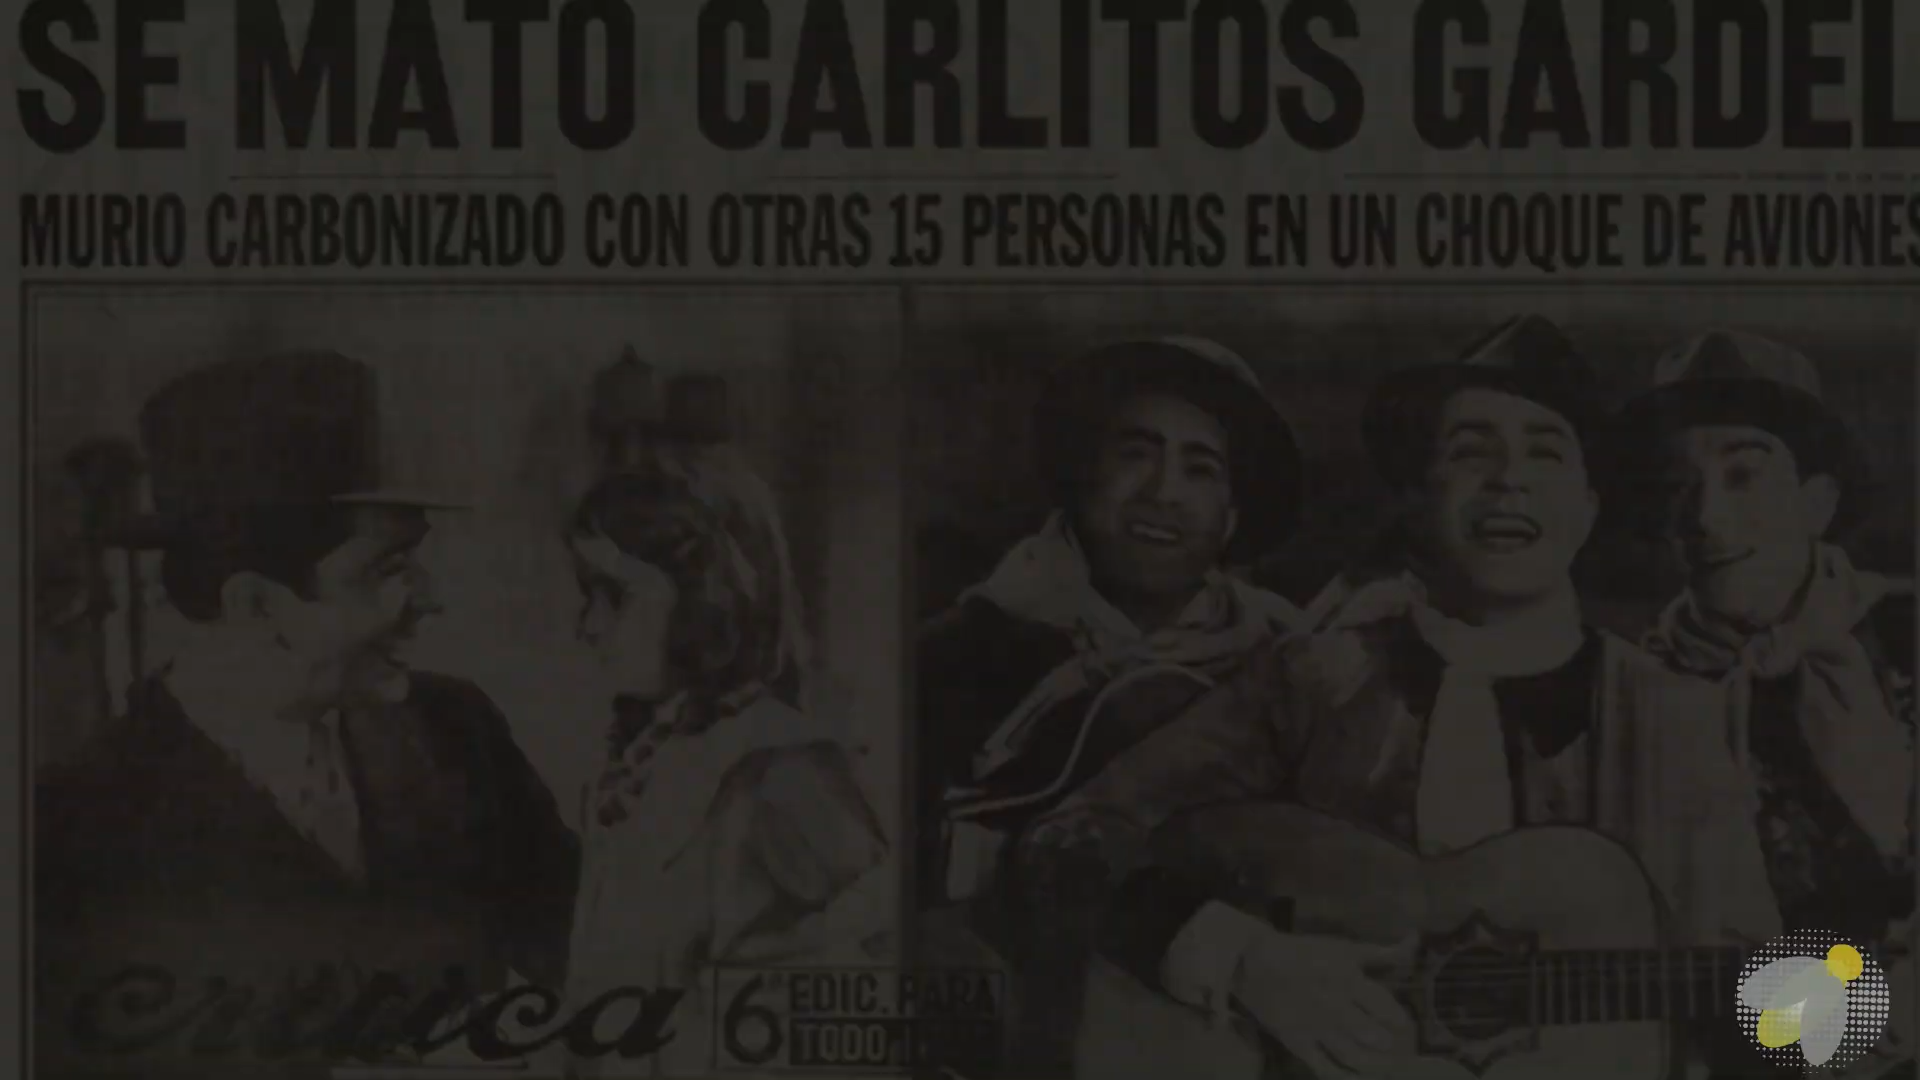 SE MATO CARLITOS GARDEL
MURIO CARBONIZADO CON OTRAS 15 PERSONAS EN UN CHOQUE DE AVIONES
Crítica
6ª EDIC. PARA
TODO